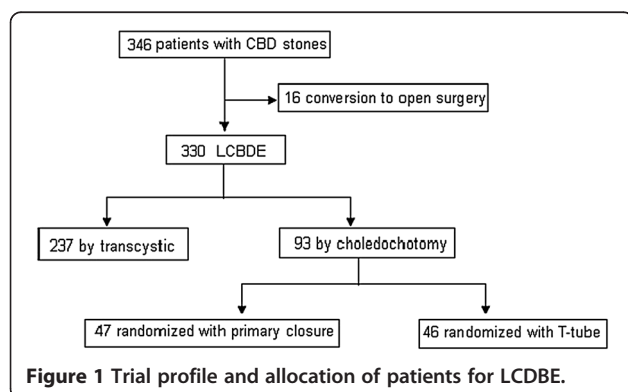 346 patients with CBD stones
16 conversion to open surgery
330 LCBDE
237 by transcystic
93 by choledochotomy
47 randomized with primary closure
46 randomized with T-tube
Figure 1 Trial profile and allocation of patients for LCDBE.